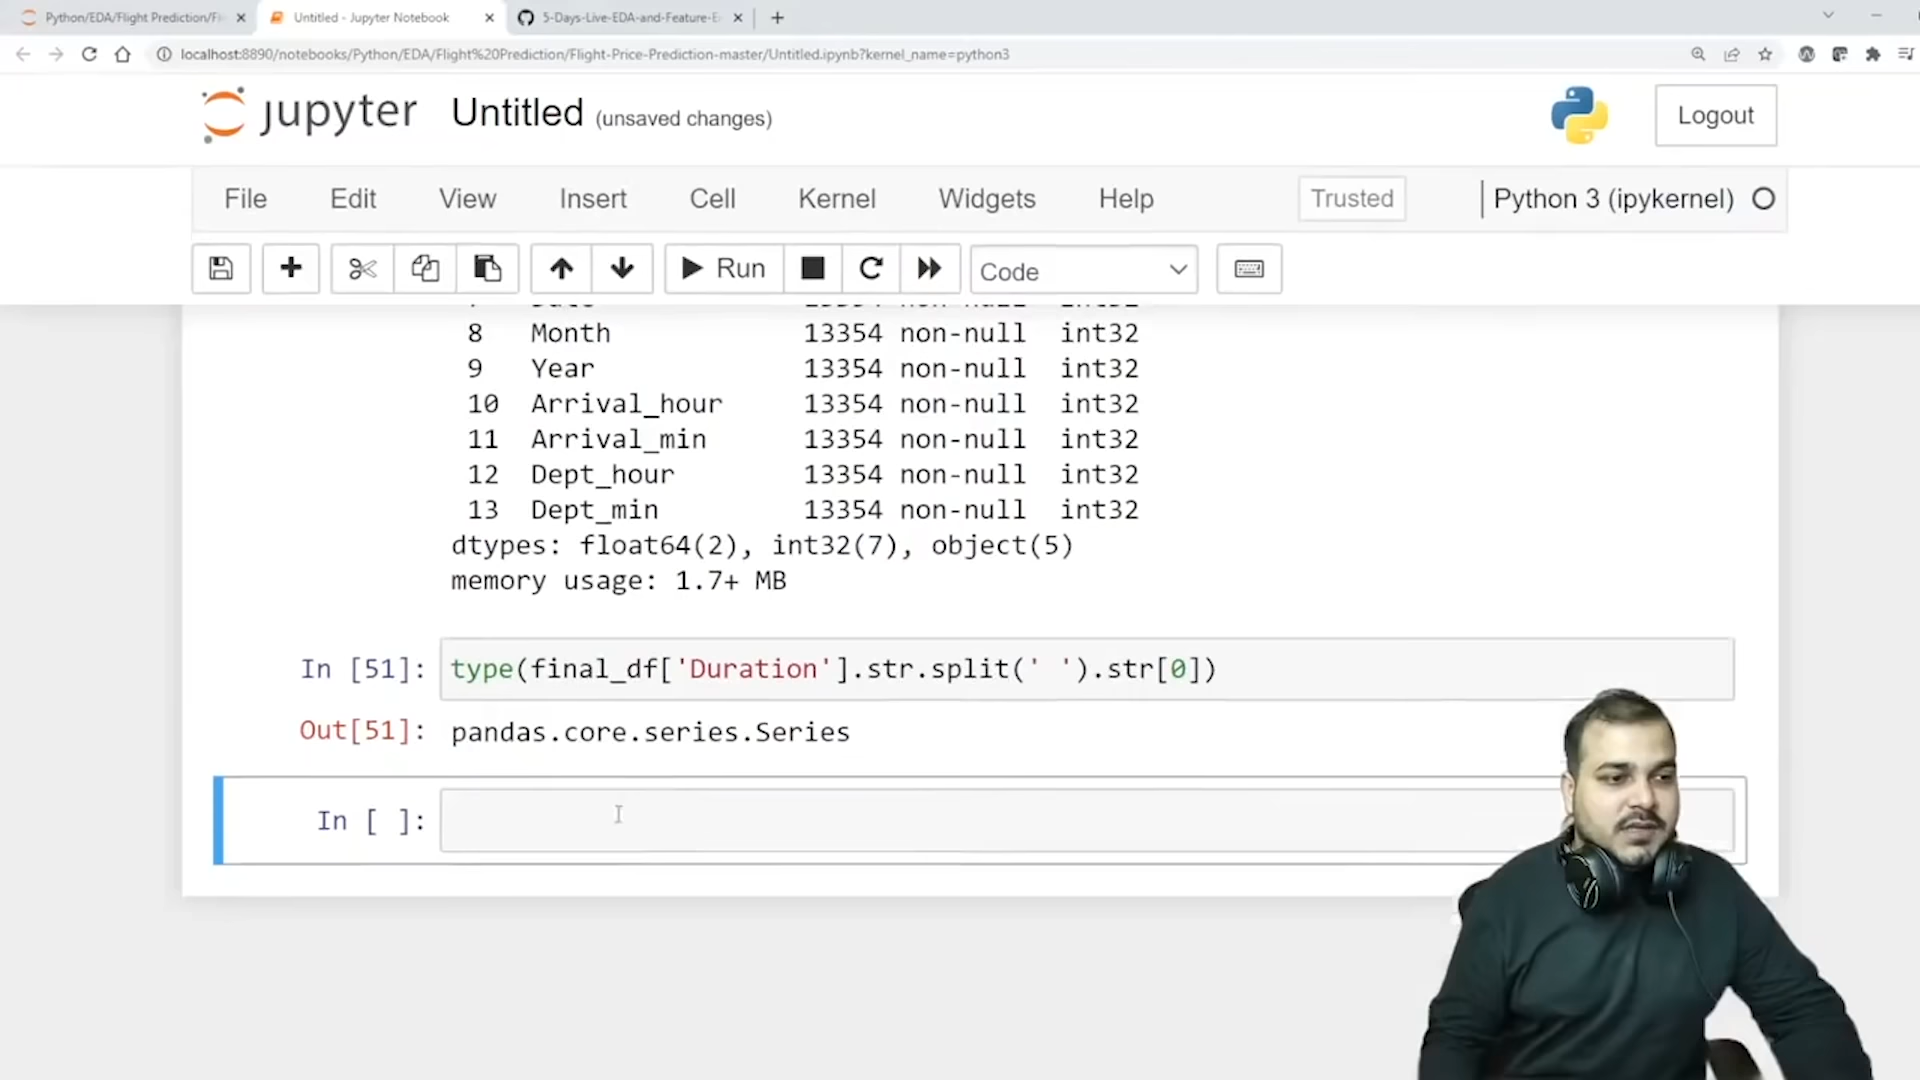 Python/EDA/Flight Prediction/Fl
Untitled - Jupyter Notebook
5-Days-Live-EDA-and-Feature-E
localhost:8890/notebooks/Python/EDA/Flight%20Prediction/Flight-Price-Prediction-master/Untitled.ipynb?kernel_name=python3
jupyter Untitled (unsaved changes)
Logout
File Edit View Insert Cell Kernel Widgets Help
Trusted
Python 3 (ipykernel)
Run
Code
8 Month 13354 non-null int32
9 Year 13354 non-null int32
10 Arrival_hour 13354 non-null int32
11 Arrival_min 13354 non-null int32
12 Dept_hour 13354 non-null int32
13 Dept_min 13354 non-null int32
dtypes: float64(2), int32(7), object(5)
memory usage: 1.7+ MB
In [51]: type(final_df['Duration'].str.split(' ').str[0])
Out[51]: pandas.core.series.Series
In [ ]: